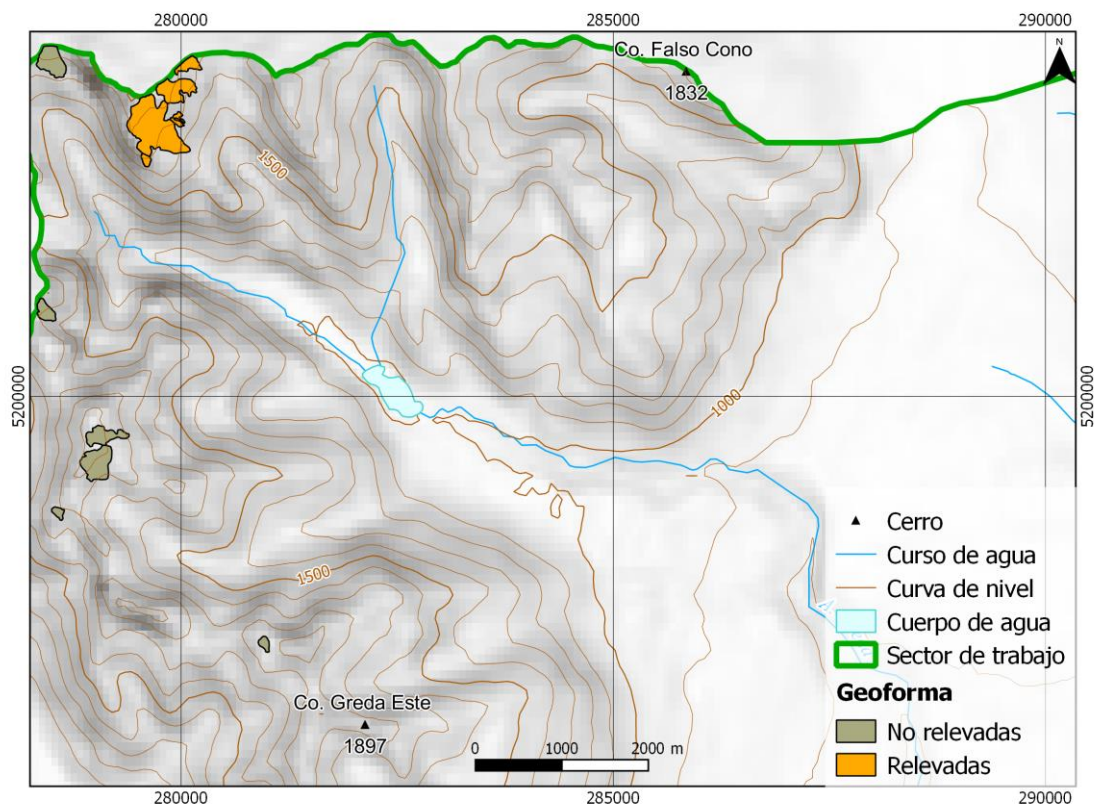 280000 285000 290000
N
Co. Falso Cono
1832
1500
5200000 5200000
1000
1500
Co. Greda Este
1897
0 1000 2000 m
Cerro
Curso de agua
Curva de nivel
Cuerpo de agua
Sector de trabajo
Geoforma
No relevadas
Relevadas
280000 285000 290000